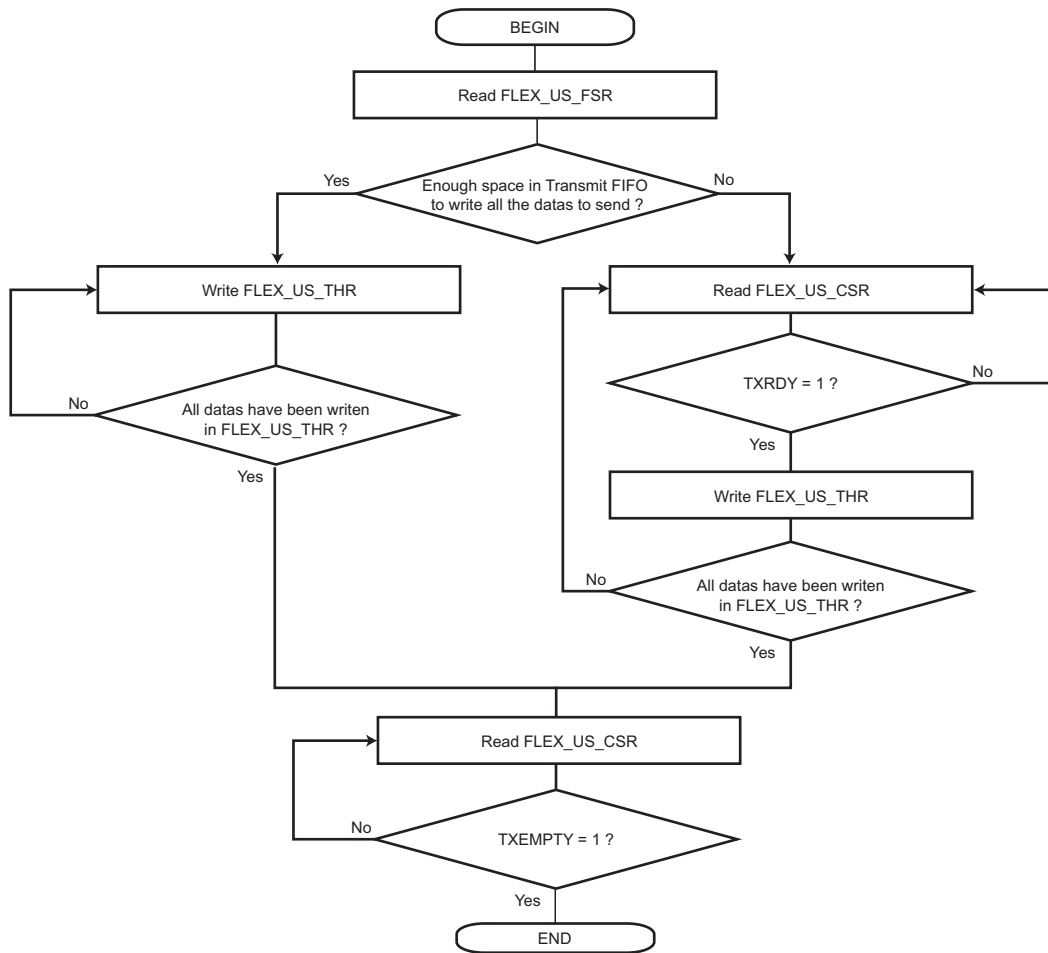 BEGIN
Read FLEX_US_FSR
Yes
Enough space in Transmit FIFO
to write all the datas to send ?
No
Write FLEX_US_THR
Read FLEX_US_CSR
TXRDY = 1 ?
No
No
All datas have been writen
in FLEX_US_THR ?
Yes
Yes
Write FLEX_US_THR
No
All datas have been writen
in FLEX_US_THR ?
Yes
Read FLEX_US_CSR
No
TXEMPTY = 1 ?
Yes
END